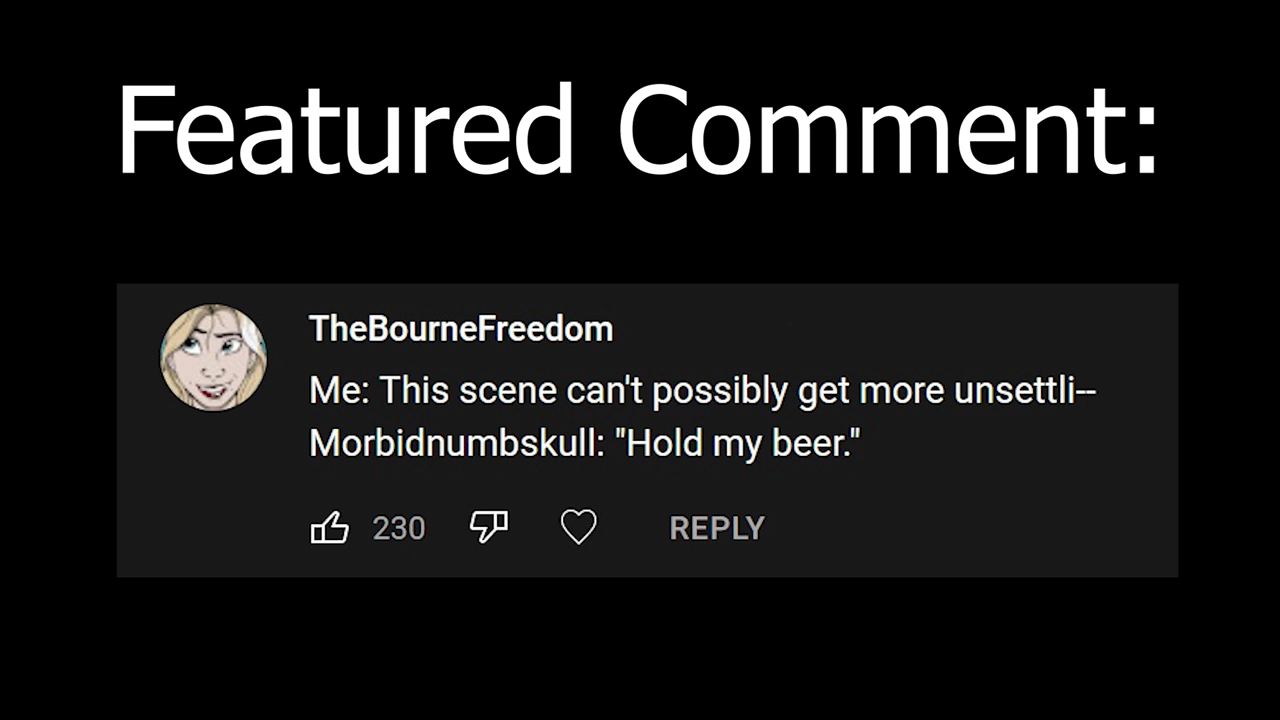 Featured Comment:
TheBourneFreedom
Me: This scene can't possibly get more unsettli--
Morbidnumbskull: "Hold my beer."
230 REPLY